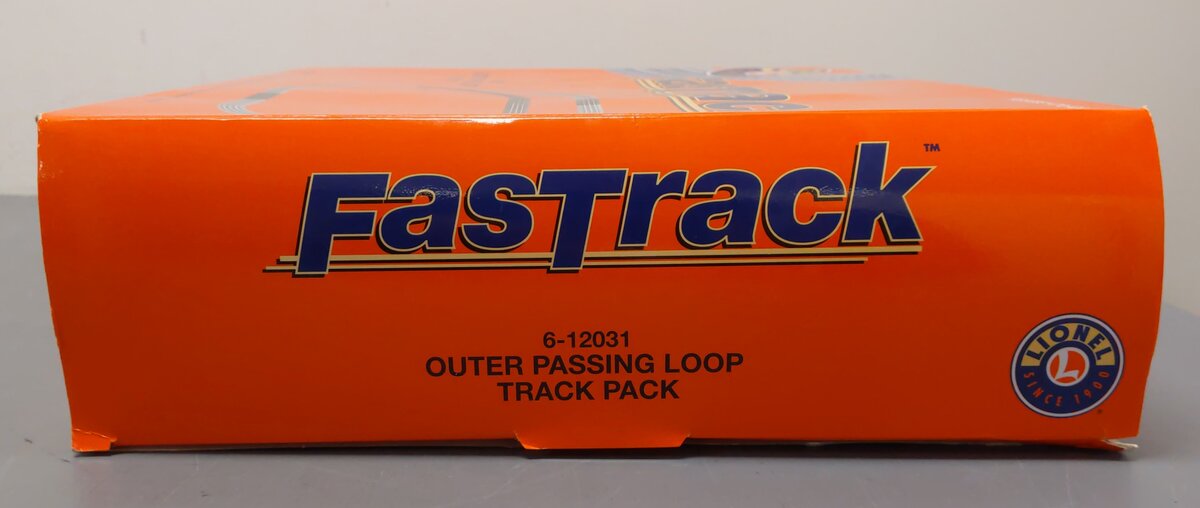 FasTrack™
6-12031
OUTER PASSING LOOP
TRACK PACK
LIONEL
L
SINCE 1900